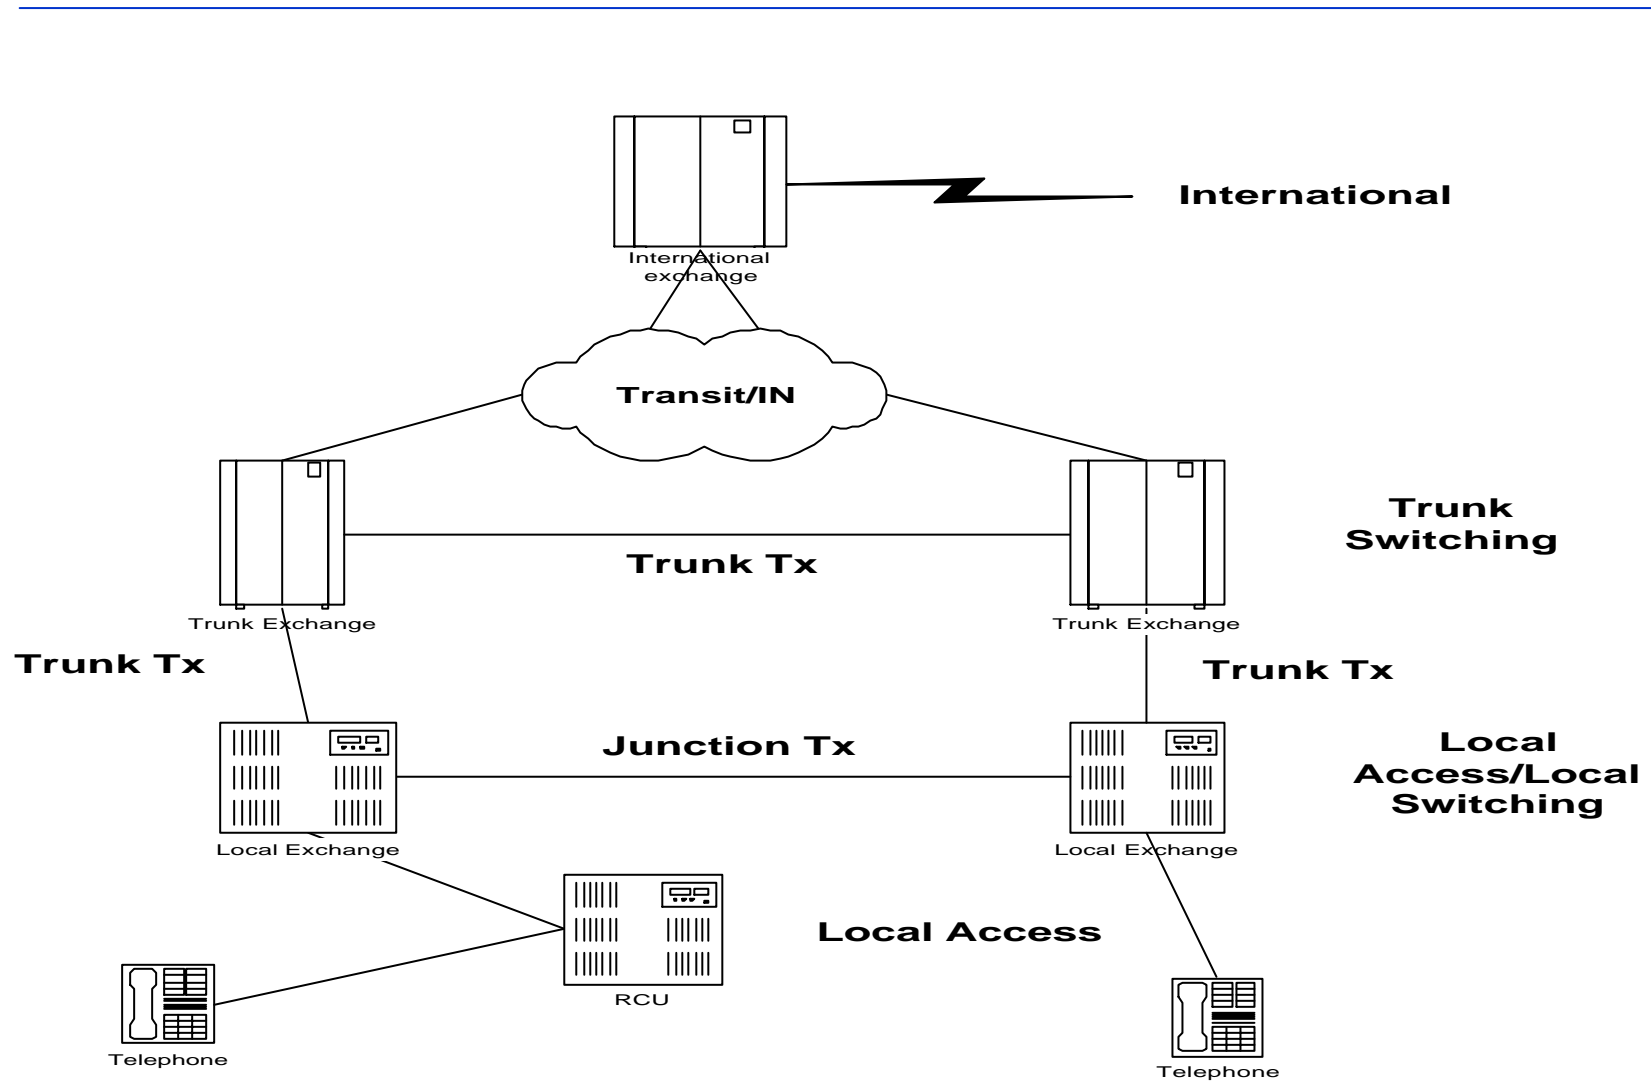 International
International
exchange
Transit/IN
Trunk
Switching
Trunk Tx
Trunk Exchange
Trunk Exchange
Trunk Tx
Trunk Tx
Junction Tx
Local
Access/Local
Switching
Local Exchange
Local Exchange
Local Access
RCU
Telephone
Telephone